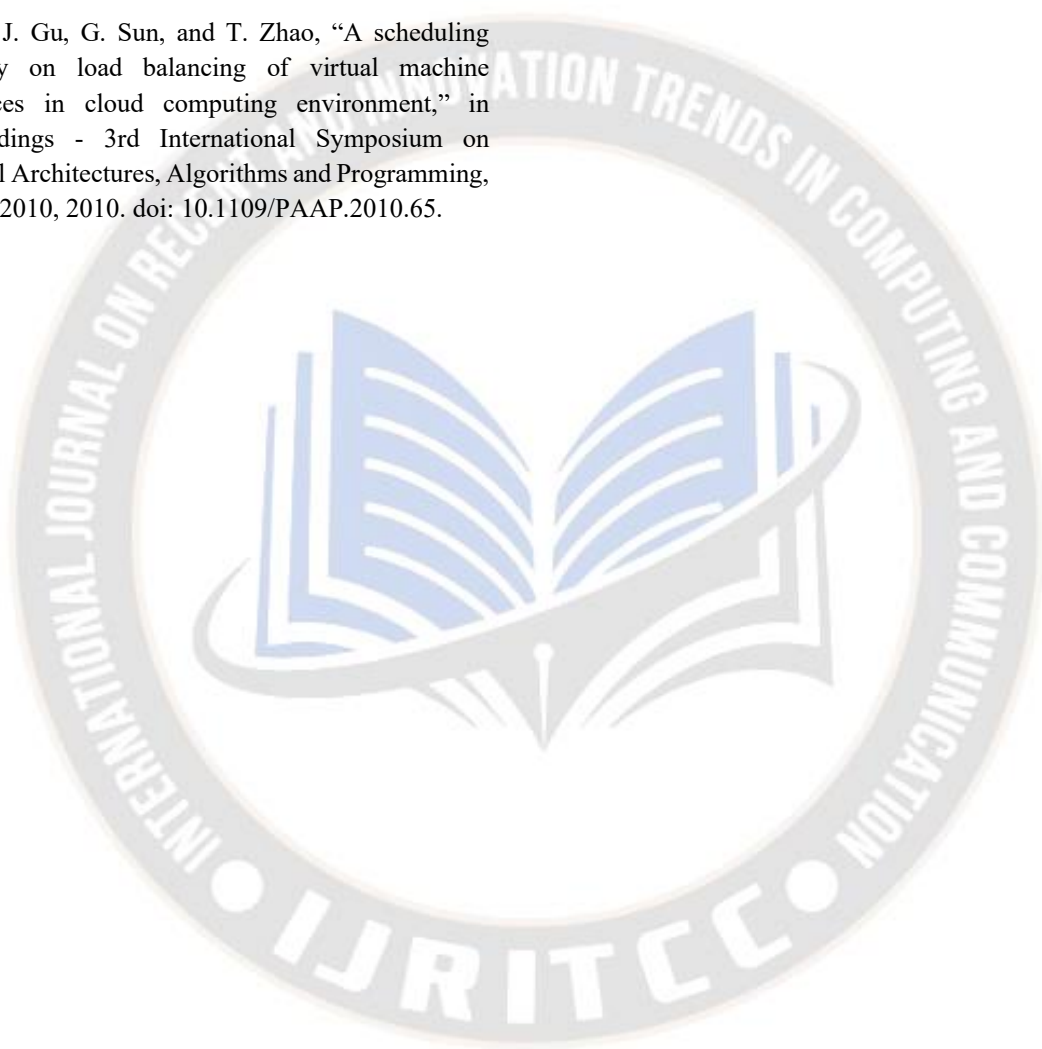 J. Gu, G. Sun, and T. Zhao, “A scheduling
y on load balancing of virtual machine
ces in cloud computing environment,” in
dings - 3rd International Symposium on
l Architectures, Algorithms and Programming,
2010, 2010. doi: 10.1109/PAAP.2010.65.
INTERNATIONAL JOURNAL ON RECENT AND INNOVATION TRENDS IN COMPUTING AND COMMUNICATION
IJRITCC